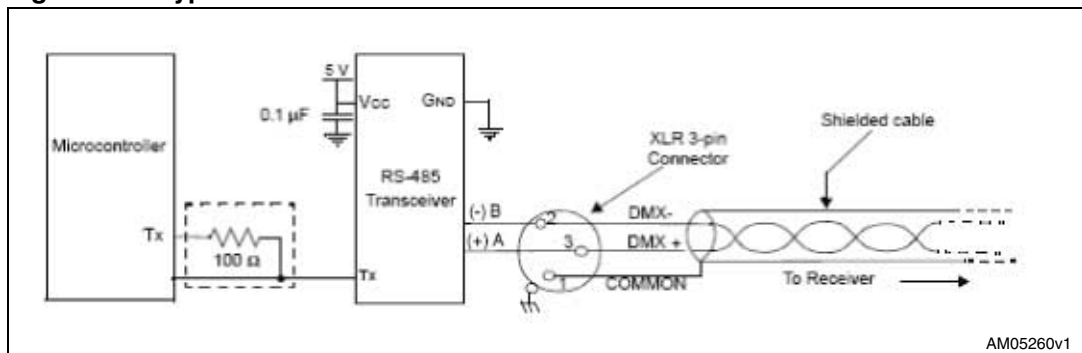 Microcontroller
Tx
100 Ω
5 V
0.1 µF
Vcc
GND
RS-485
Transceiver
(-) B
(+) A
Tx
XLR 3-pin
Connector
2
3
1
DMX-
DMX +
COMMON
Shielded cable
To Receiver
AM05260v1